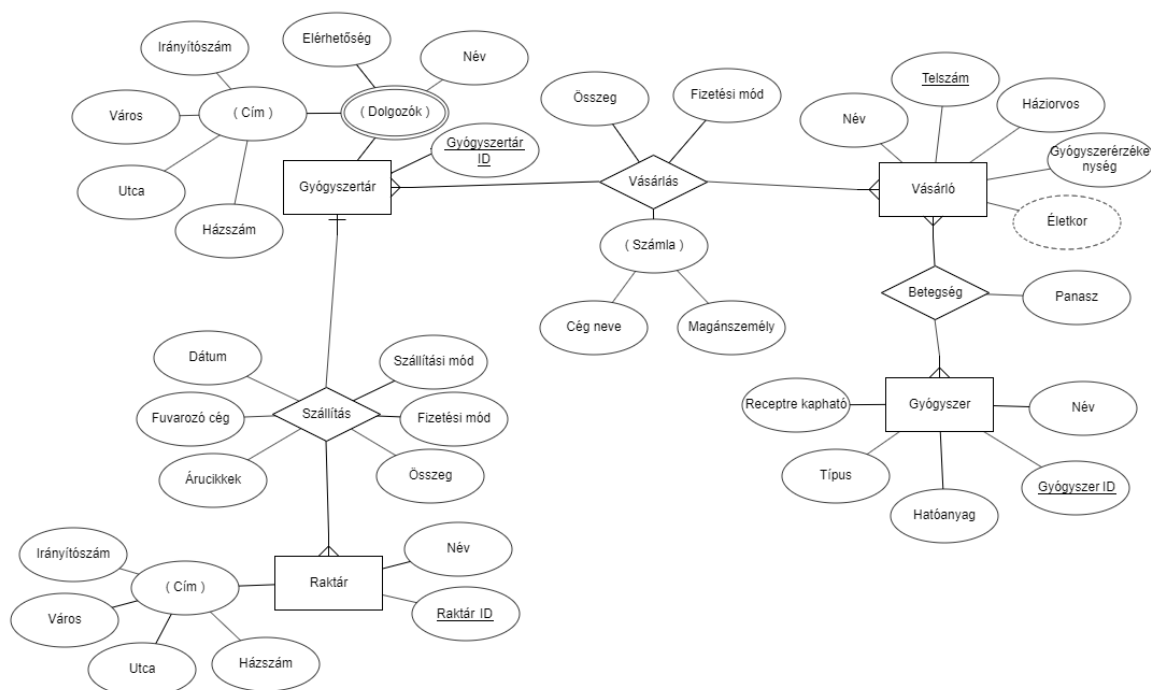 Elérhetőség
Irányítószám
Név
Város
( Cím )
( Dolgozók )
Gyógyszertár
ID
Utca
Gyógyszertár
Házszám
Összeg
Fizetési mód
Vásárlás
( Számla )
Cég neve
Magánszemély
Telszám
Név
Háziorvos
Gyógyszerérzéke
nység
Vásárló
Életkor
Betegség
Panasz
Dátum
Szállítási mód
Fuvarozó cég
Szállítás
Fizetési mód
Árucikkek
Összeg
Receptre kapható
Gyógyszer
Név
Típus
Hatóanyag
Gyógyszer ID
Irányítószám
Név
( Cím )
Raktár
Város
Raktár ID
Utca
Házszám